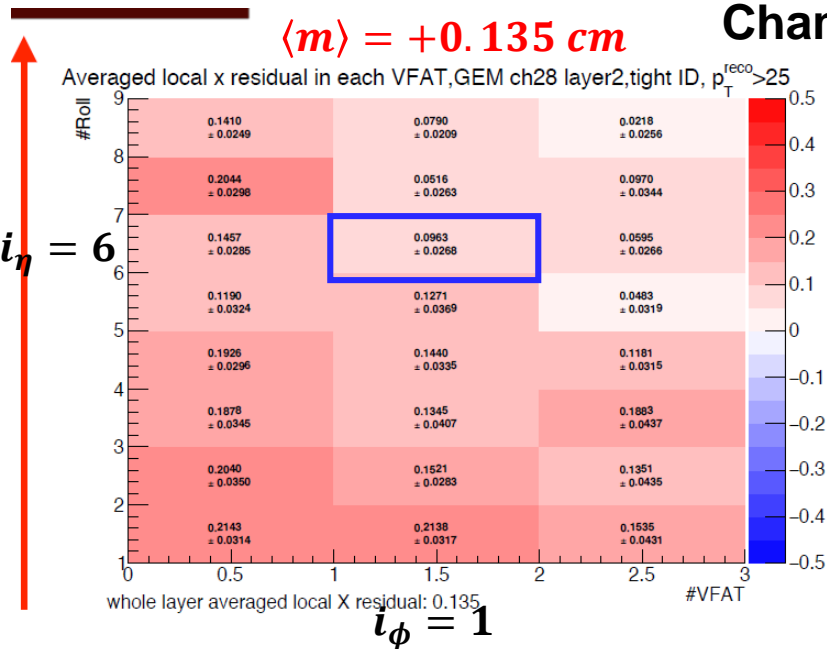 Chan
⟨m⟩ = +0.135 cm
Averaged local x residual in each VFAT,GEM ch28 layer2,tight ID, p_T^reco>25
#Roll
9
8
7
6
5
4
3
2
1
0.1410 0.0790 0.0218
± 0.0249 ± 0.0209 ± 0.0256
0.2044 0.0516 0.0970
± 0.0298 ± 0.0263 ± 0.0344
i_η = 6
0.1457 0.0963 0.0595
± 0.0285 ± 0.0268 ± 0.0266
0.1190 0.1271 0.0483
± 0.0324 ± 0.0369 ± 0.0319
0.1926 0.1440 0.1181
± 0.0296 ± 0.0335 ± 0.0315
0.1878 0.1345 0.1883
± 0.0345 ± 0.0407 ± 0.0437
0.2040 0.1521 0.1351
± 0.0350 ± 0.0283 ± 0.0435
0.2143 0.2138 0.1535
± 0.0314 ± 0.0317 ± 0.0431
0 0.5 1 1.5 2 2.5 3
#VFAT
whole layer averaged local X residual: 0.135
i_ϕ = 1
0.5
0.4
0.3
0.2
0.1
0
−0.1
−0.2
−0.3
−0.4
−0.5